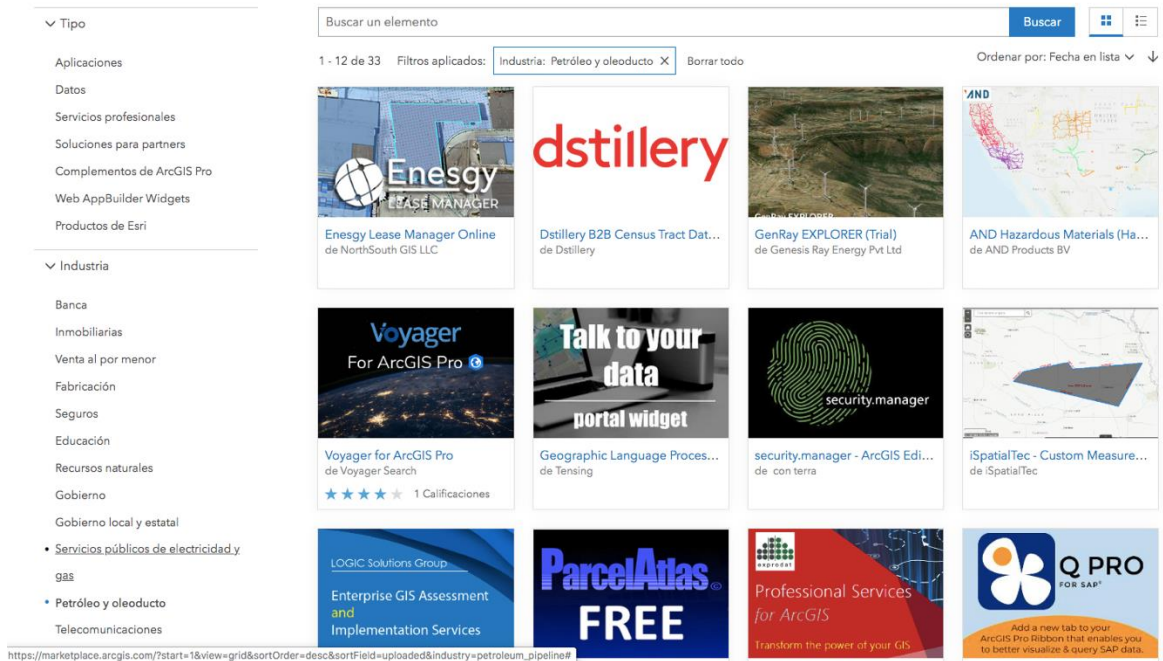 Tipo
Aplicaciones
Datos
Servicios profesionales
Soluciones para partners
Complementos de ArcGIS Pro
Web AppBuilder Widgets
Productos de Esri
Industria
Banca
Inmobiliarias
Venta al por menor
Fabricación
Seguros
Educación
Recursos naturales
Gobierno
Gobierno local y estatal
Servicios públicos de electricidad y
gas
Petróleo y oleoducto
Telecomunicaciones
Buscar un elemento
Buscar
1 - 12 de 33 Filtros aplicados: Industria: Petróleo y oleoducto X Borrar todo
Ordenar por: Fecha en lista
Enesgy
LEASE MANAGER
Enesgy Lease Manager Online
de NorthSouth GIS LLC
dstillery
Dstillery B2B Census Tract Dat...
de Dstillery
GenRay EXPLORER
GenRay EXPLORER (Trial)
de Genesis Ray Energy Pvt Ltd
AND
AND Hazardous Materials (Ha...
de AND Products BV
Voyager
For ArcGIS Pro
Voyager for ArcGIS Pro
de Voyager Search
1 Calificaciones
Talk to your
data
portal widget
Geographic Language Proces...
de Tensing
security.manager
security.manager - ArcGIS Edi...
de con terra
iSpatialTec - Custom Measure...
de iSpatialTec
LOGIC Solutions Group
Enterprise GIS Assessment
and
Implementation Services
ParcelAtlas
FREE
exprodat
Professional Services
for ArcGIS
Transform the power of your GIS
Q PRO
FOR SAP®
Add a new tab to your
ArcGIS Pro Ribbon that enables you
to better visualize & query SAP data.
https://marketplace.arcgis.com/?start=1&view=grid&sortOrder=desc&sortField=uploaded&industry=petroleum_pipeline#